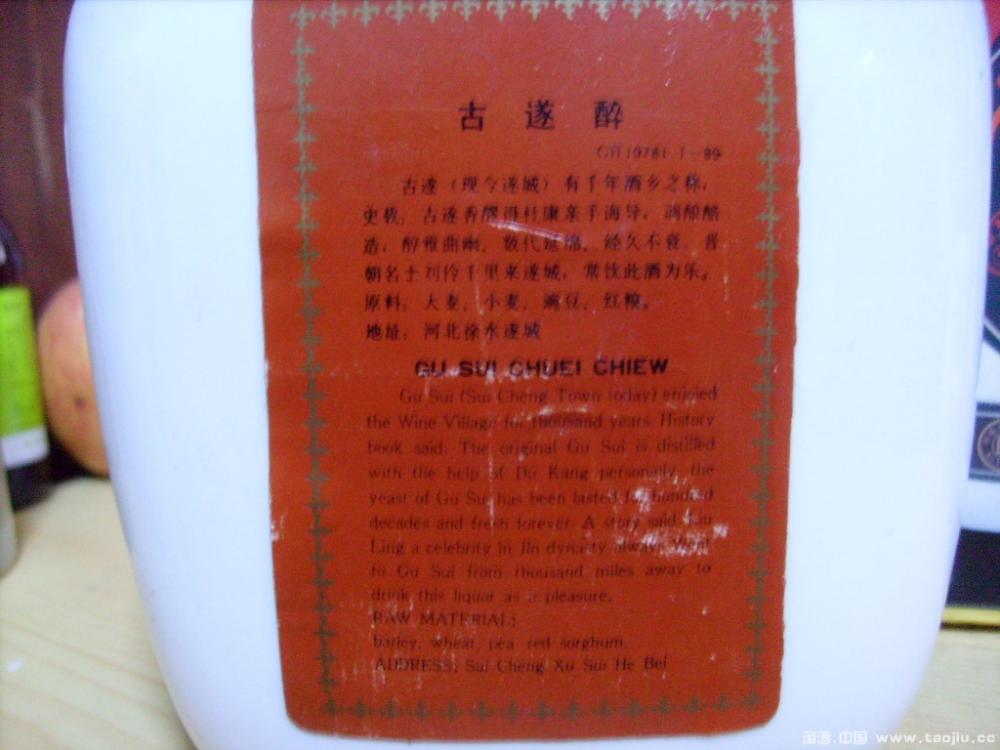 古遂醉
GB10781·1-89
古遂（现今遂城）有千年酒乡之称，
史载，古遂香醪得杜康亲手海导，调酿酷
造，醇雅曲幽，数代延绵，经久不衰，晋
朝名士刘伶千里来遂城，常饮此酒为乐。
原料：大麦、小麦、豌豆、红粮。
地址：河北徐水遂城
GU SUI CHUEI CHIEW
Gu Sui (Sui Cheng Town today) enjoied
the Wine Village for thousand years. History
book said. The original Gu Sui is distilled
with the help of Du Kang personally, the
yeast of Gu Sui has been lasted for hundred
decades and fresh forever. A story said Liu
Ling a celebrity in Jin dynasty always Went
to Gu Sui from thousand miles away to
drink this liquor as a pleasure.
RAW MATERIAL:
barley, wheat, pea red sorghum.
ADDRESS: Sui Cheng Xu Sui He Bei
淘酒.中国 www.taojiu.cc